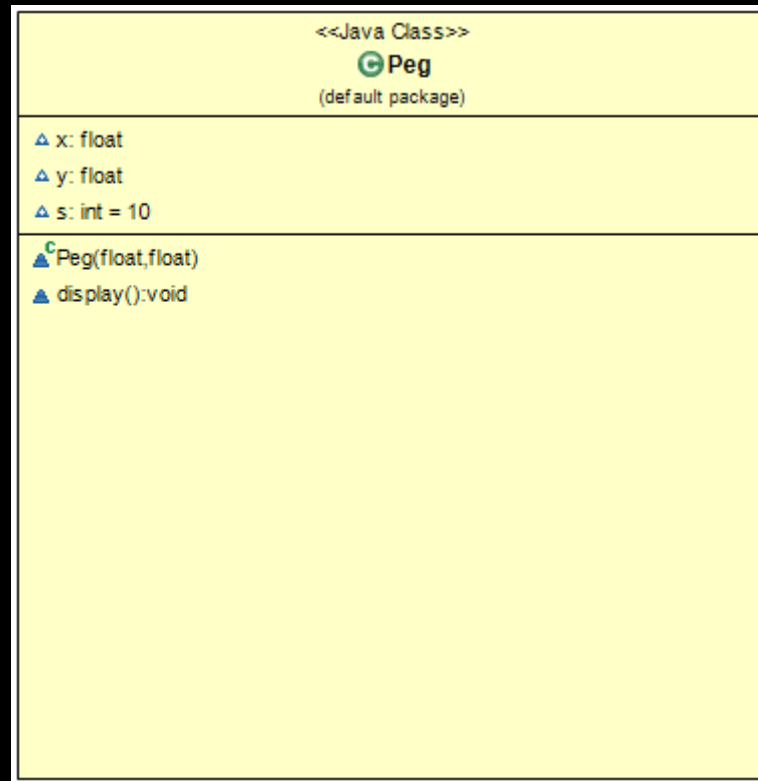 <<Java Class>>
Peg
(default package)
x: float
y: float
s: int = 10
Peg(float,float)
display():void